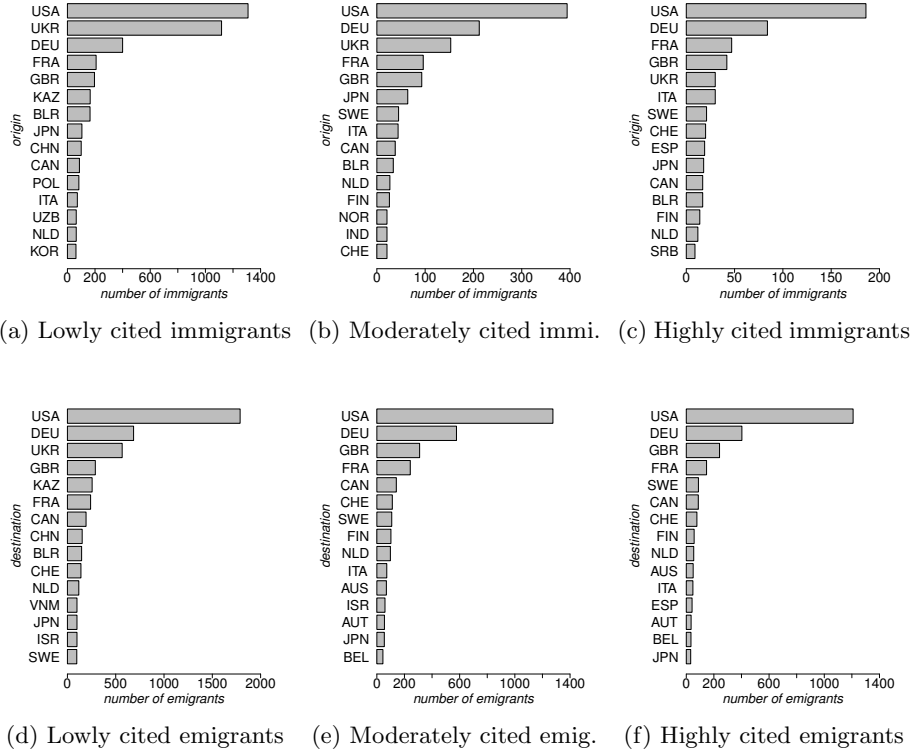 USA
UKR
DEU
FRA
GBR
KAZ
BLR
JPN
CHN
CAN
POL
ITA
UZB
NLD
KOR
origin
0 200 600 1000 1400
number of immigrants
(a) Lowly cited immigrants
USA
DEU
UKR
FRA
GBR
JPN
SWE
ITA
CAN
BLR
NLD
FIN
NOR
IND
CHE
origin
0 100 200 300 400
number of immigrants
(b) Moderately cited immi.
USA
DEU
FRA
GBR
UKR
ITA
SWE
CHE
ESP
JPN
CAN
BLR
FIN
NLD
SRB
origin
0 50 100 150 200
number of immigrants
(c) Highly cited immigrants
USA
DEU
UKR
GBR
KAZ
FRA
CAN
CHN
BLR
CHE
NLD
VNM
JPN
ISR
SWE
destination
0 500 1000 1500 2000
number of emigrants
(d) Lowly cited emigrants
USA
DEU
GBR
FRA
CAN
CHE
SWE
FIN
NLD
ITA
AUS
ISR
AUT
JPN
BEL
destination
0 200 600 1000 1400
number of emigrants
(e) Moderately cited emig.
USA
DEU
GBR
FRA
SWE
CAN
CHE
FIN
NLD
AUS
ITA
ESP
AUT
BEL
JPN
destination
0 200 600 1000 1400
number of emigrants
(f) Highly cited emigrants